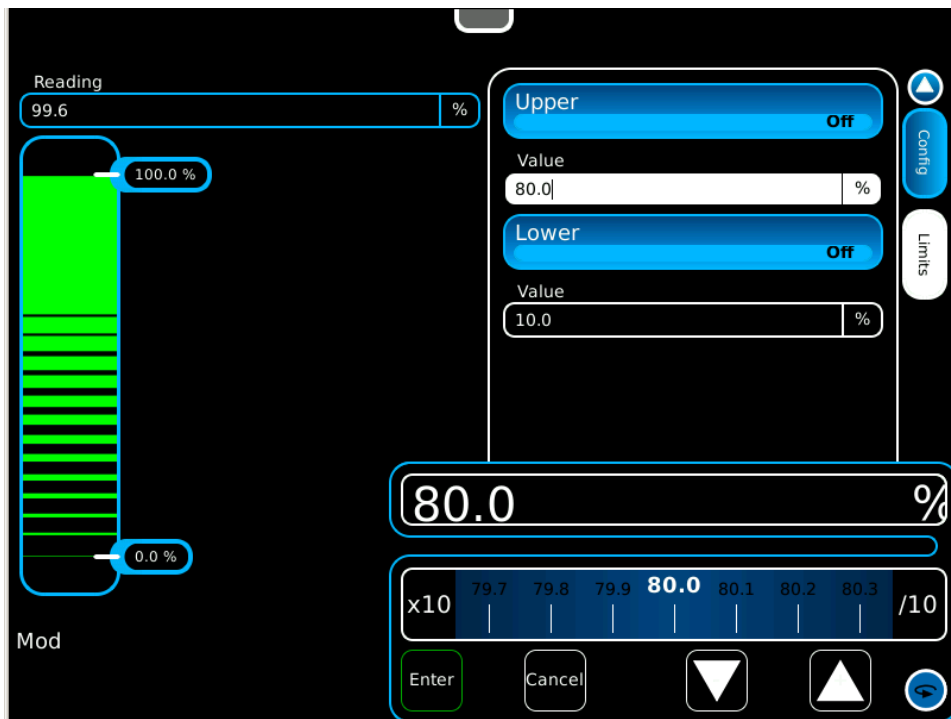 Reading
99.6 %
100.0 %
0.0 %
Mod
Upper
Off
Value
80.0 %
Lower
Off
Value
10.0 %
Config
Limits
80.0 %
x10 79.7 79.8 79.9 80.0 80.1 80.2 80.3 /10
Enter Cancel